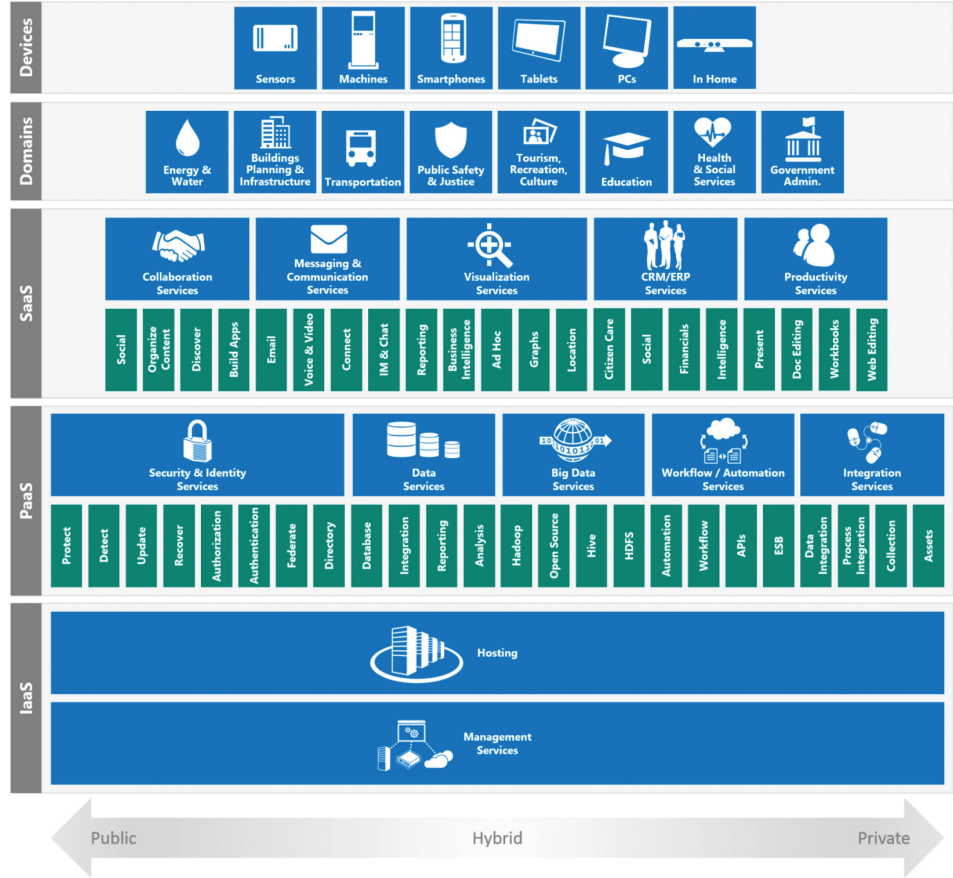 Devices
Sensors
Machines
Smartphones
Tablets
PCs
In Home
Domains
Energy &
Water
Buildings
Planning &
Infrastructure
Transportation
Public Safety
& Justice
Tourism,
Recreation,
Culture
Education
Health
& Social
Services
Government
Admin.
SaaS
Collaboration
Services
Messaging &
Communication
Services
Visualization
Services
CRM/ERP
Services
Productivity
Services
Social
Organize
Content
Discover
Build Apps
Email
Voice & Video
Connect
IM & Chat
Reporting
Business
Intelligence
Ad Hoc
Graphs
Location
Citizen Care
Social
Financials
Intelligence
Present
Doc Editing
Workbooks
Web Editing
PaaS
Security & Identity
Services
Data
Services
Big Data
Services
Workflow / Automation
Services
Integration
Services
Protect
Detect
Update
Recover
Authorization
Authentication
Federate
Directory
Database
Integration
Reporting
Analysis
Hadoop
Open Source
Hive
HDFS
Automation
Workflow
APIs
ESB
Data
Integration
Process
Integration
Collection
Assets
IaaS
Hosting
Management
Services
Public
Hybrid
Private